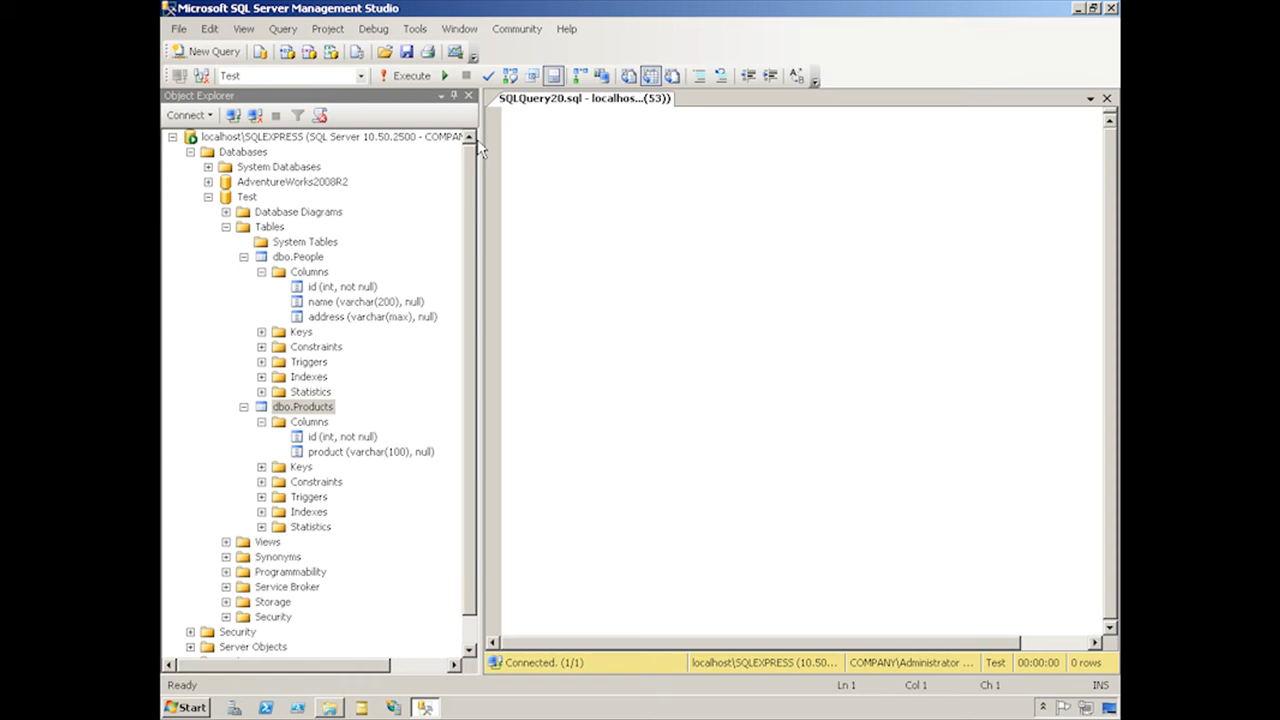 Microsoft SQL Server Management Studio
File Edit View Query Project Debug Tools Window Community Help
New Query
Test Execute
Object Explorer
SQLQuery20.sql - localhos...(53))
Connect
localhost\SQLEXPRESS (SQL Server 10.50.2500 - COMPAN
Databases
System Databases
AdventureWorks2008R2
Test
Database Diagrams
Tables
System Tables
dbo.People
Columns
id (int, not null)
name (varchar(200), null)
address (varchar(max), null)
Keys
Constraints
Triggers
Indexes
Statistics
dbo.Products
Columns
id (int, not null)
product (varchar(100), null)
Keys
Constraints
Triggers
Indexes
Statistics
Views
Synonyms
Programmability
Service Broker
Storage
Security
Security
Server Objects
Connected. (1/1) localhost\SQLEXPRESS (10.50... COMPANY\Administrator ... Test 00:00:00 0 rows
Ready Ln 1 Col 1 Ch 1 INS
Start